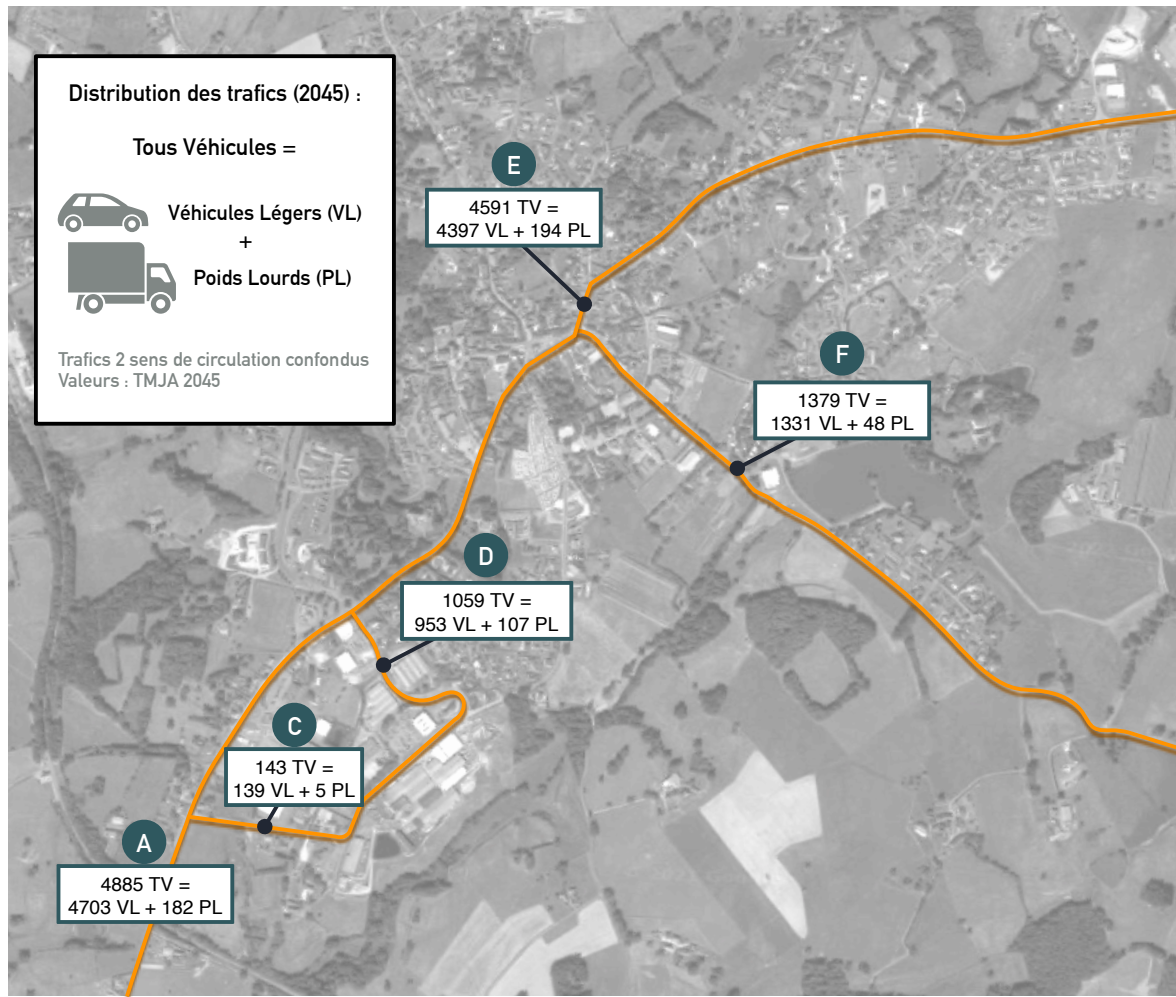 Distribution des trafics (2045) :
Tous Véhicules =
Véhicules Légers (VL)
+
Poids Lourds (PL)
Trafics 2 sens de circulation confondus
Valeurs : TMJA 2045
E
4591 TV =
4397 VL + 194 PL
F
1379 TV =
1331 VL + 48 PL
D
1059 TV =
953 VL + 107 PL
C
143 TV =
139 VL + 5 PL
A
4885 TV =
4703 VL + 182 PL